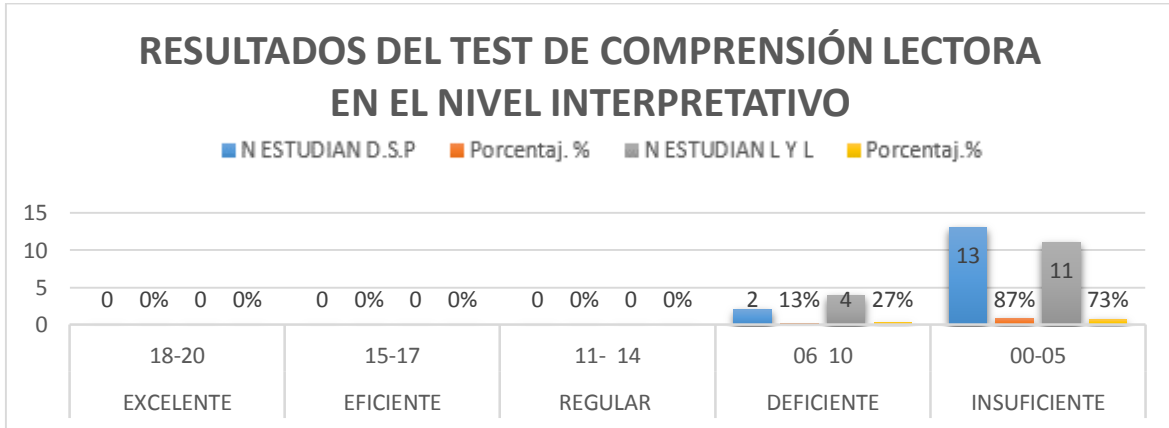 RESULTADOS DEL TEST DE COMPRENSIÓN LECTORA
EN EL NIVEL INTERPRETATIVO
N ESTUDIAN D.S.P Porcentaj. % N ESTUDIAN L Y L Porcentaj.%
15
10
5
0
0 0% 0 0% 0 0% 0 0% 0 0% 0 0% 2 13% 4 27% 13 87% 11 73%
18-20 15-17 11- 14 06 10 00-05
EXCELENTE EFICIENTE REGULAR DEFICIENTE INSUFICIENTE